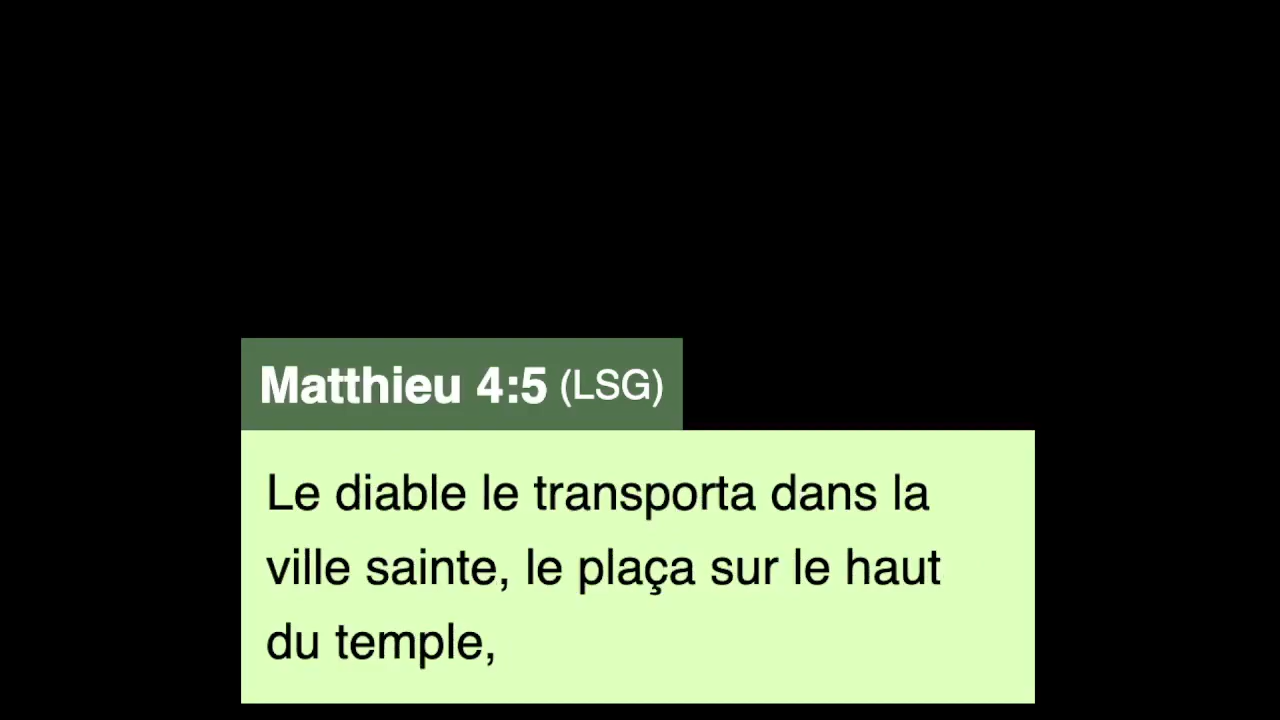 Matthieu 4:5 (LSG)
Le diable le transporta dans la
ville sainte, le plaça sur le haut
du temple,